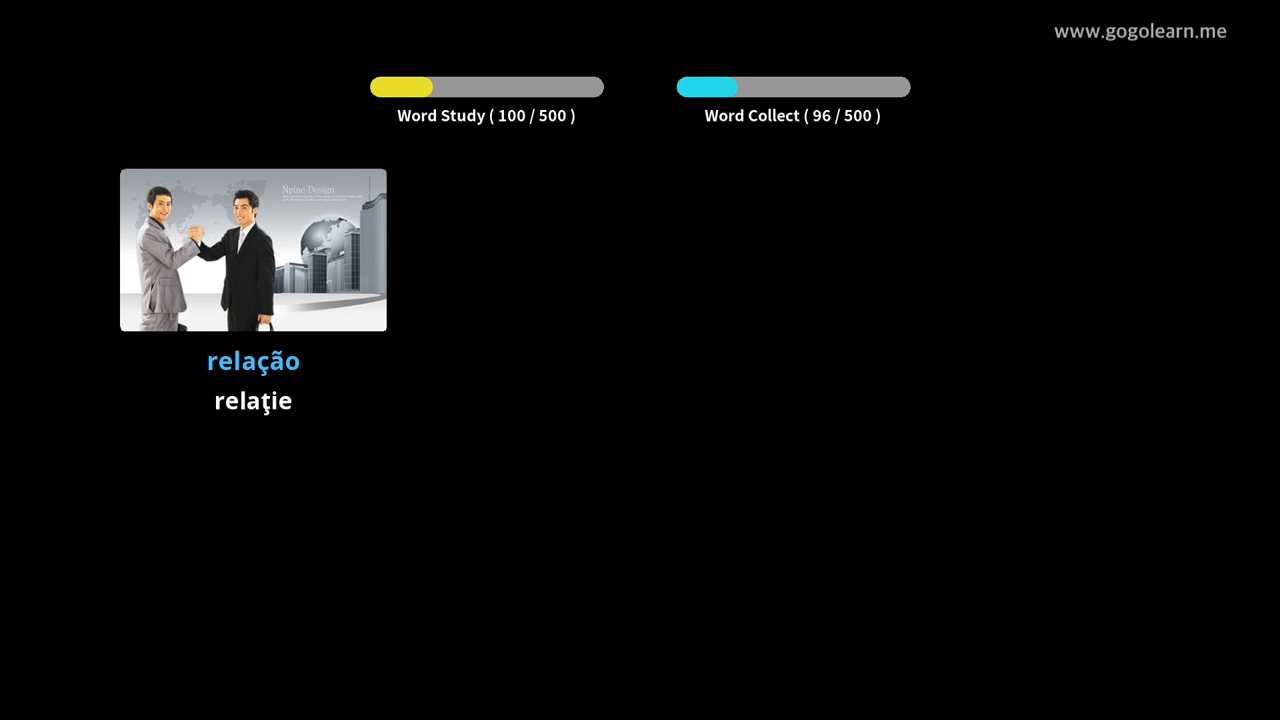 www.gogolearn.me
Word Study ( 100 / 500 )
Word Collect ( 96 / 500 )
Npine Design
relação
relaţie